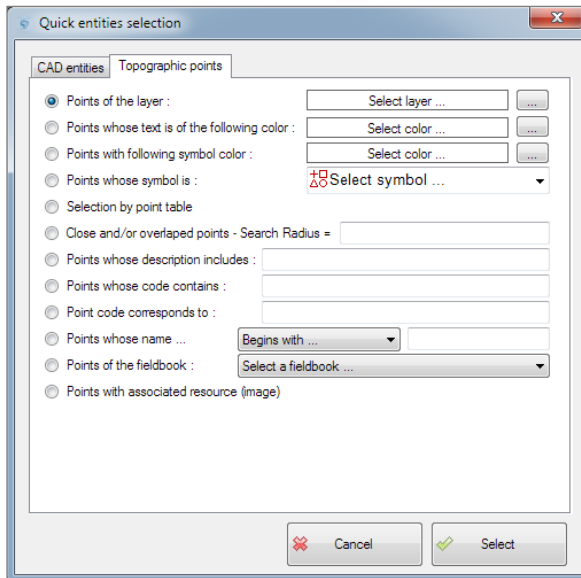 Quick entities selection
CAD entities Topographic points
Points of the layer : Select layer ... ...
Points whose text is of the following color : Select color ... ...
Points with following symbol color : Select color ... ...
Points whose symbol is : Select symbol ...
Selection by point table
Close and/or overlaped points - Search Radius =
Points whose description includes :
Points whose code contains :
Point code corresponds to :
Points whose name ... Begins with ...
Points of the fieldbook : Select a fieldbook ...
Points with associated resource (image)
Cancel Select